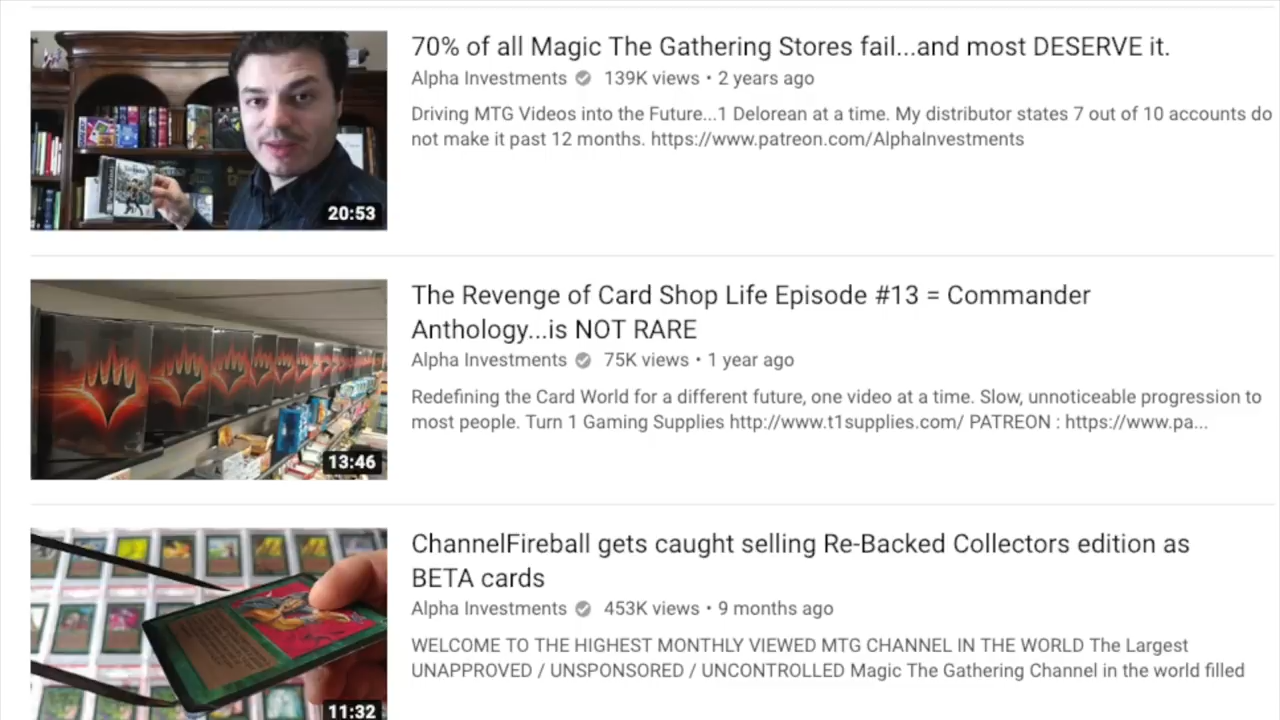 70% of all Magic The Gathering Stores fail...and most DESERVE it.
Alpha Investments 139K views • 2 years ago
Driving MTG Videos into the Future...1 Delorean at a time. My distributor states 7 out of 10 accounts do
not make it past 12 months. https://www.patreon.com/AlphaInvestments
20:53
The Revenge of Card Shop Life Episode #13 = Commander
Anthology...is NOT RARE
Alpha Investments 75K views • 1 year ago
Redefining the Card World for a different future, one video at a time. Slow, unnoticeable progression to
most people. Turn 1 Gaming Supplies http://www.t1supplies.com/ PATREON : https://www.pa...
13:46
ChannelFireball gets caught selling Re-Backed Collectors edition as
BETA cards
Alpha Investments 453K views • 9 months ago
WELCOME TO THE HIGHEST MONTHLY VIEWED MTG CHANNEL IN THE WORLD The Largest
UNAPPROVED / UNSPONSORED / UNCONTROLLED Magic The Gathering Channel in the world filled
11:32